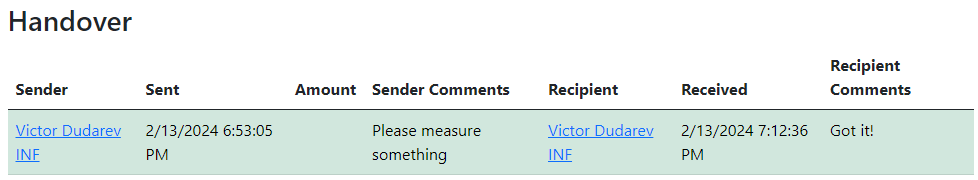 Handover
Recipient
Sender Sent Amount Sender Comments Recipient Received Comments
Victor Dudarev 2/13/2024 6:53:05 Please measure Victor Dudarev 2/13/2024 7:12:36 Got it!
INF PM something INF PM